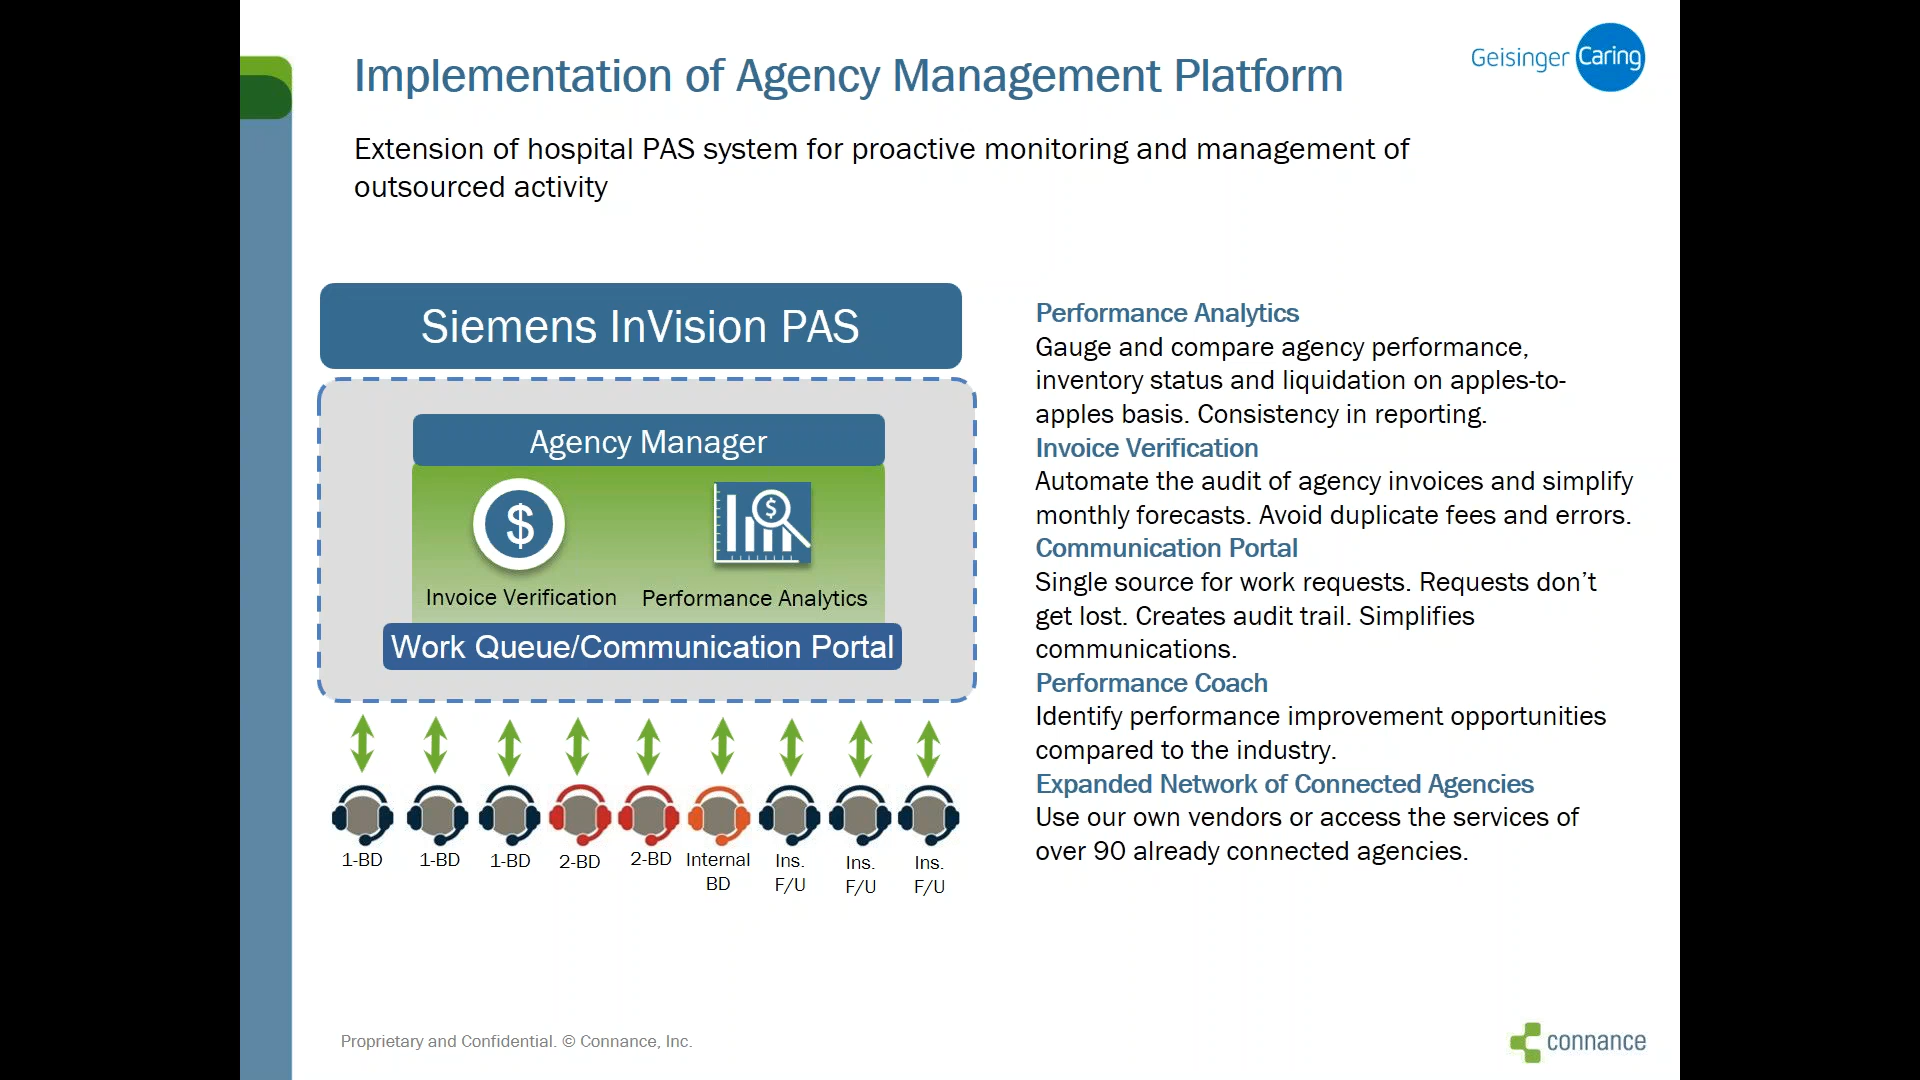 Implementation of Agency Management Platform
Geisinger Caring
Extension of hospital PAS system for proactive monitoring and management of
outsourced activity
Siemens InVision PAS
Agency Manager
$
$
Invoice Verification
Performance Analytics
Work Queue/Communication Portal
1-BD
1-BD
1-BD
2-BD
2-BD
Internal
BD
Ins.
F/U
Ins.
F/U
Ins.
F/U
Performance Analytics
Gauge and compare agency performance,
inventory status and liquidation on apples-to-
apples basis. Consistency in reporting.
Invoice Verification
Automate the audit of agency invoices and simplify
monthly forecasts. Avoid duplicate fees and errors.
Communication Portal
Single source for work requests. Requests don’t
get lost. Creates audit trail. Simplifies
communications.
Performance Coach
Identify performance improvement opportunities
compared to the industry.
Expanded Network of Connected Agencies
Use our own vendors or access the services of
over 90 already connected agencies.
Proprietary and Confidential. © Connance, Inc.
connance